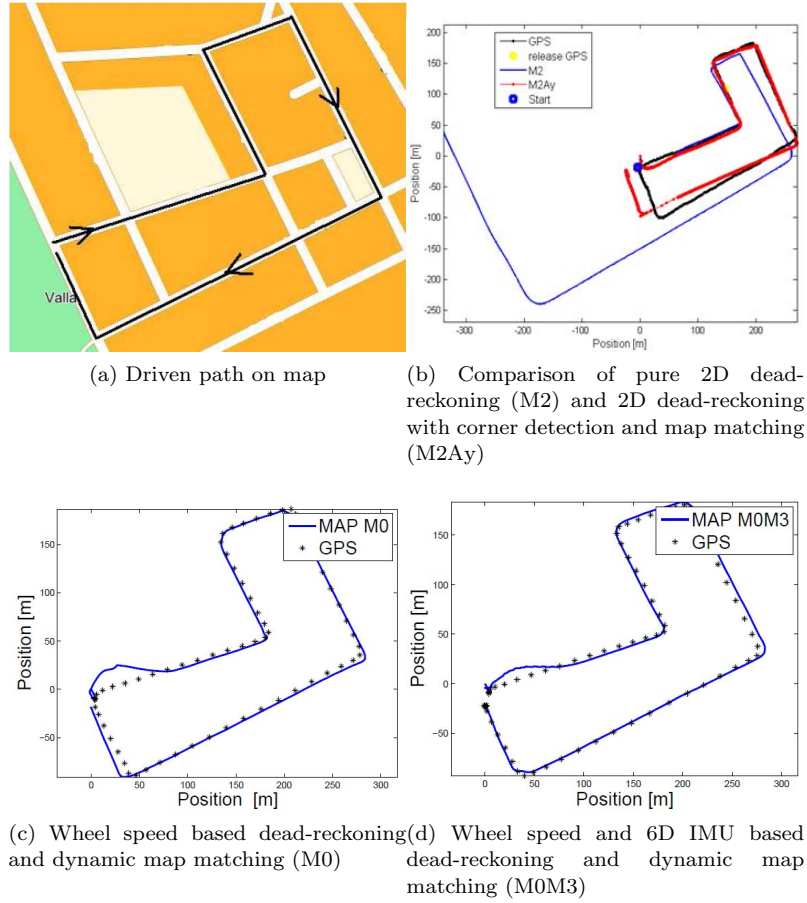 Valla
(a) Driven path on map
GPS
release GPS
M2
M2Ay
Start
200
150
100
50
0
-50
-100
-150
-200
-250
Position [m]
-300 -200 -100 0 100 200
Position [m]
(b) Comparison of pure 2D dead-
reckoning (M2) and 2D dead-reckoning
with corner detection and map matching
(M2Ay)
MAP M0
GPS
150
100
50
0
−50
Position [m]
0 50 100 150 200 250 300
Position [m]
(c) Wheel speed based dead-reckoning
and dynamic map matching (M0)
MAP M0M3
GPS
150
100
50
0
−50
Position [m]
0 50 100 150 200 250 300
Position [m]
(d) Wheel speed and 6D IMU based
dead-reckoning and dynamic map
matching (M0M3)